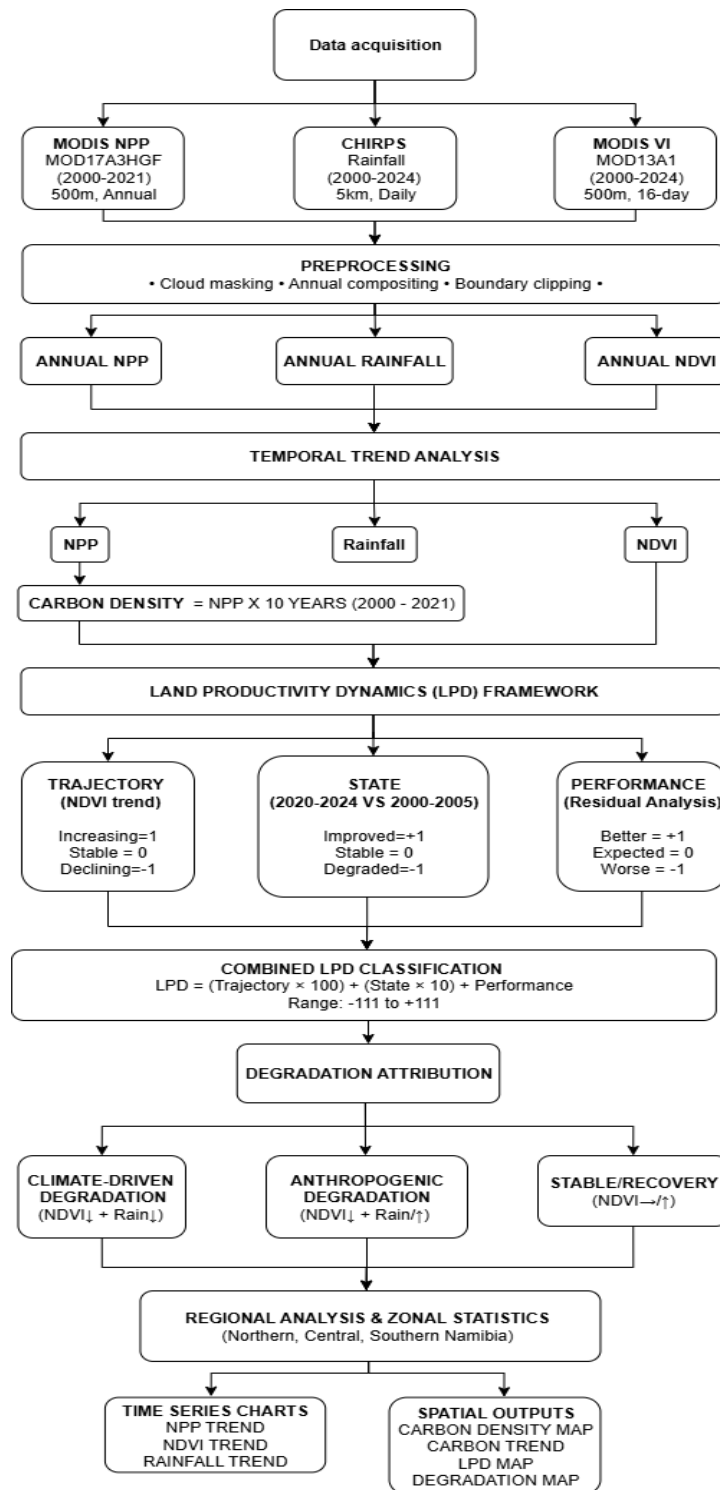 Data acquisition
MODIS NPP
MOD17A3HGF
(2000-2021)
500m, Annual
CHIRPS
Rainfall
(2000-2024)
5km, Daily
MODIS VI
MOD13A1
(2000-2024)
500m, 16-day
PREPROCESSING
• Cloud masking • Annual compositing • Boundary clipping •
ANNUAL NPP
ANNUAL RAINFALL
ANNUAL NDVI
TEMPORAL TREND ANALYSIS
NPP
Rainfall
NDVI
CARBON DENSITY = NPP X 10 YEARS (2000 - 2021)
LAND PRODUCTIVITY DYNAMICS (LPD) FRAMEWORK
TRAJECTORY
(NDVI trend)
Increasing=1
Stable = 0
Declining=-1
STATE
(2020-2024 VS 2000-2005)
Improved=+1
Stable = 0
Degraded=-1
PERFORMANCE
(Residual Analysis)
Better = +1
Expected = 0
Worse = -1
COMBINED LPD CLASSIFICATION
LPD = (Trajectory × 100) + (State × 10) + Performance
Range: -111 to +111
DEGRADATION ATTRIBUTION
CLIMATE-DRIVEN
DEGRADATION
(NDVI↓ + Rain↓)
ANTHROPOGENIC
DEGRADATION
(NDVI↓ + Rain/↑)
STABLE/RECOVERY
(NDVI→/↑)
REGIONAL ANALYSIS & ZONAL STATISTICS
(Northern, Central, Southern Namibia)
TIME SERIES CHARTS
NPP TREND
NDVI TREND
RAINFALL TREND
SPATIAL OUTPUTS
CARBON DENSITY MAP
CARBON TREND
LPD MAP
DEGRADATION MAP